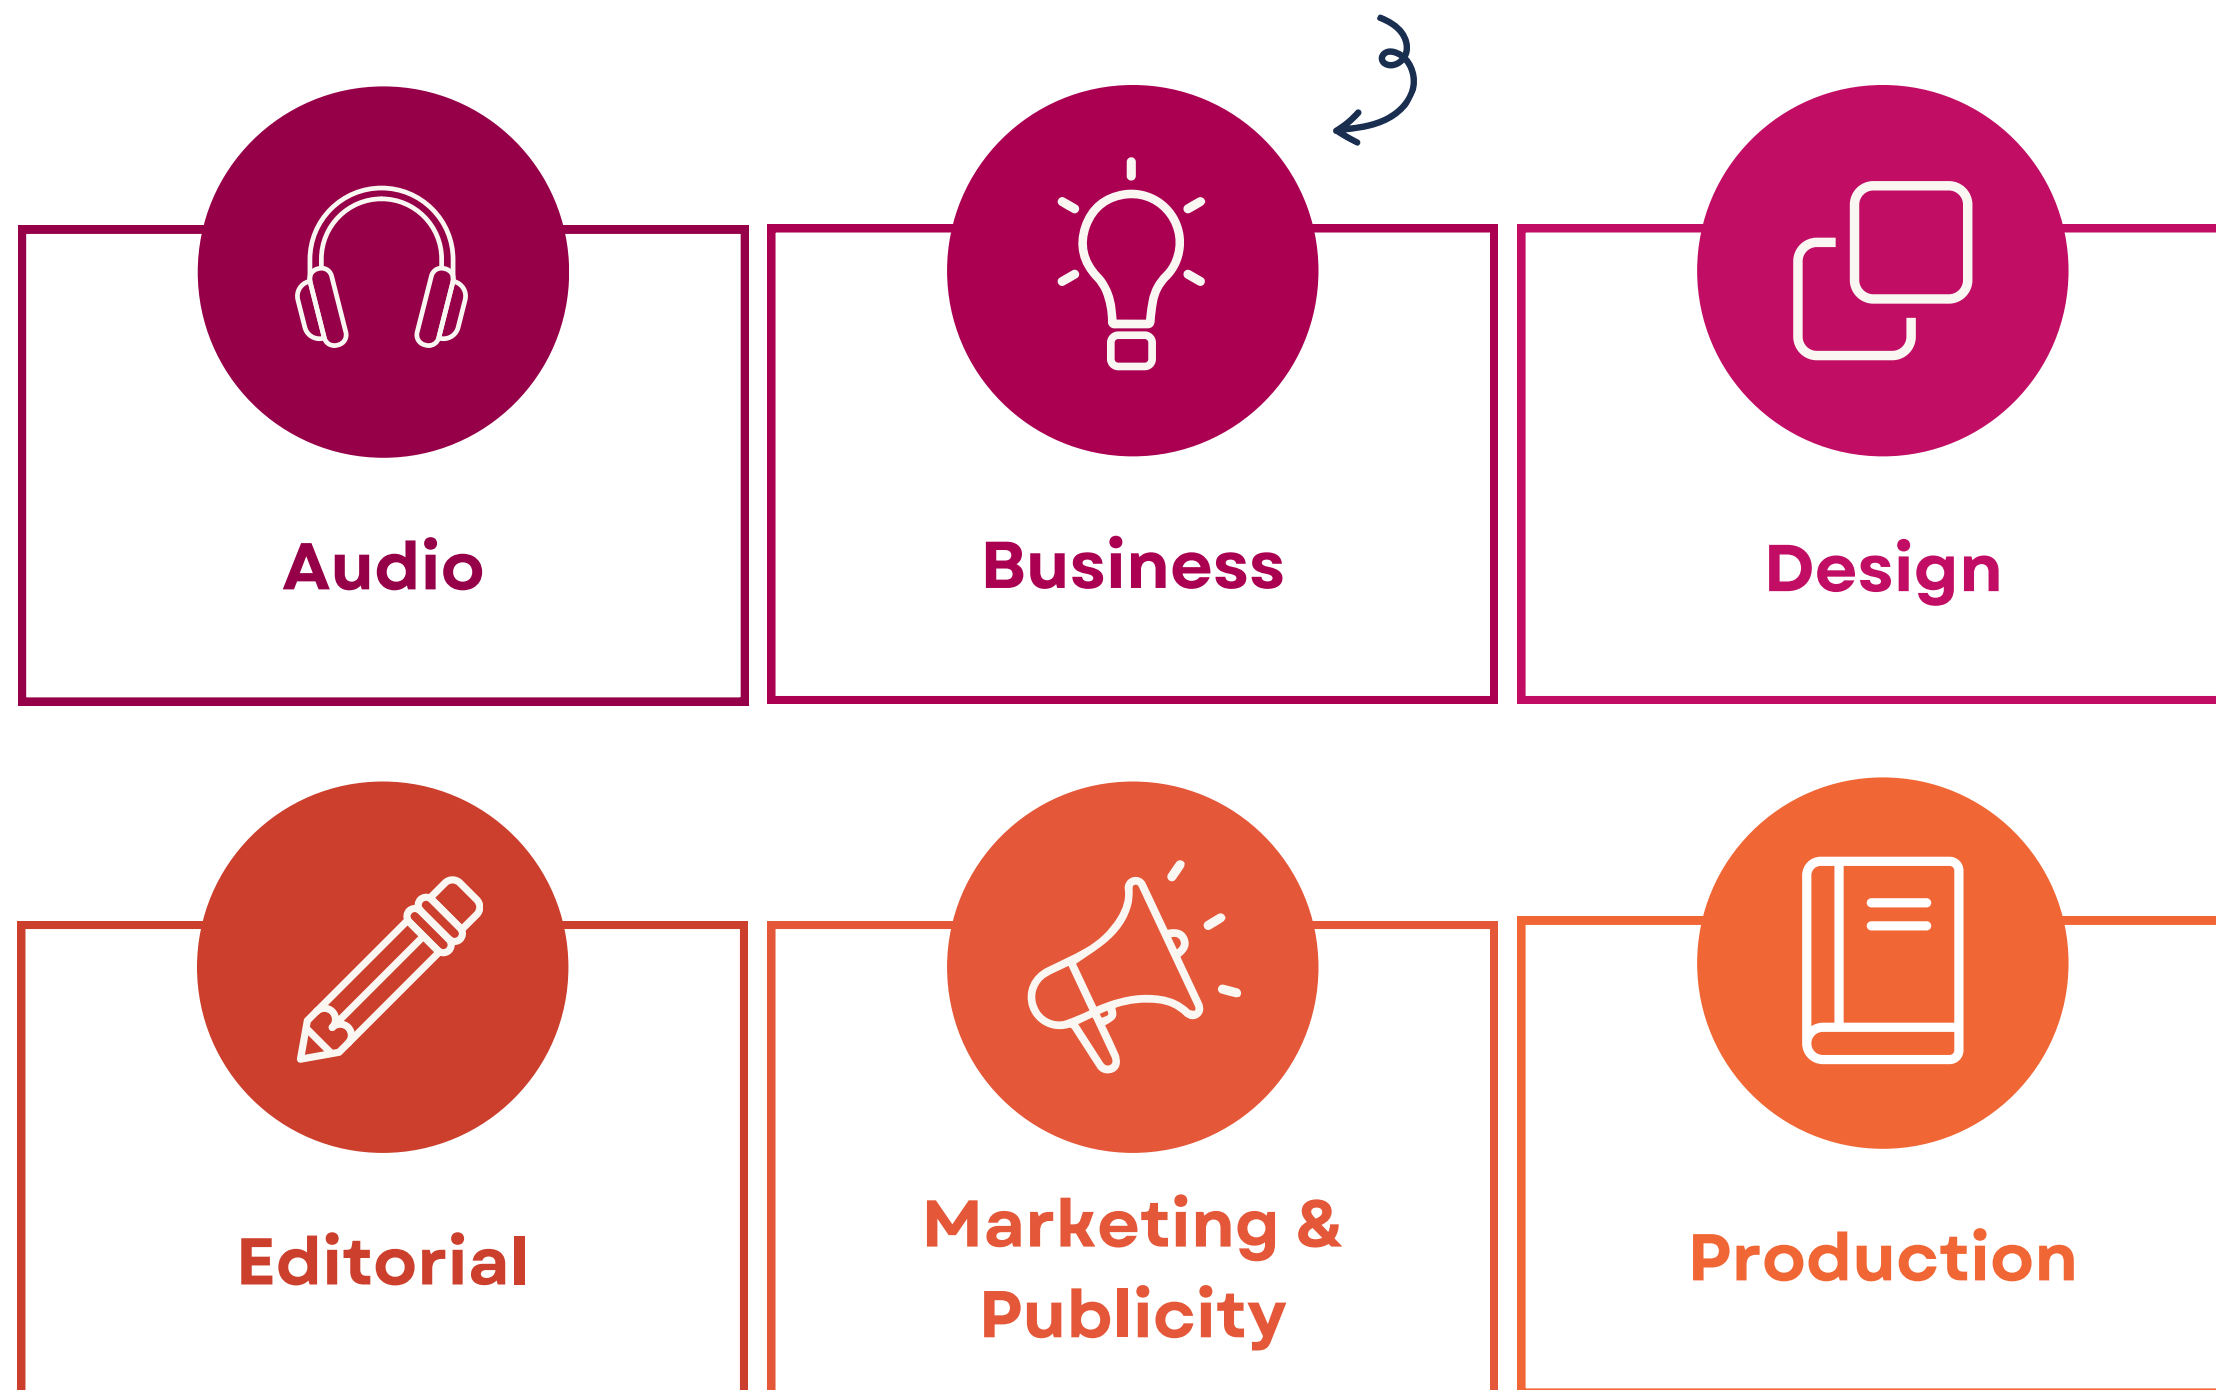 Audio
Business
Design
Editorial
Marketing &
Publicity
Production